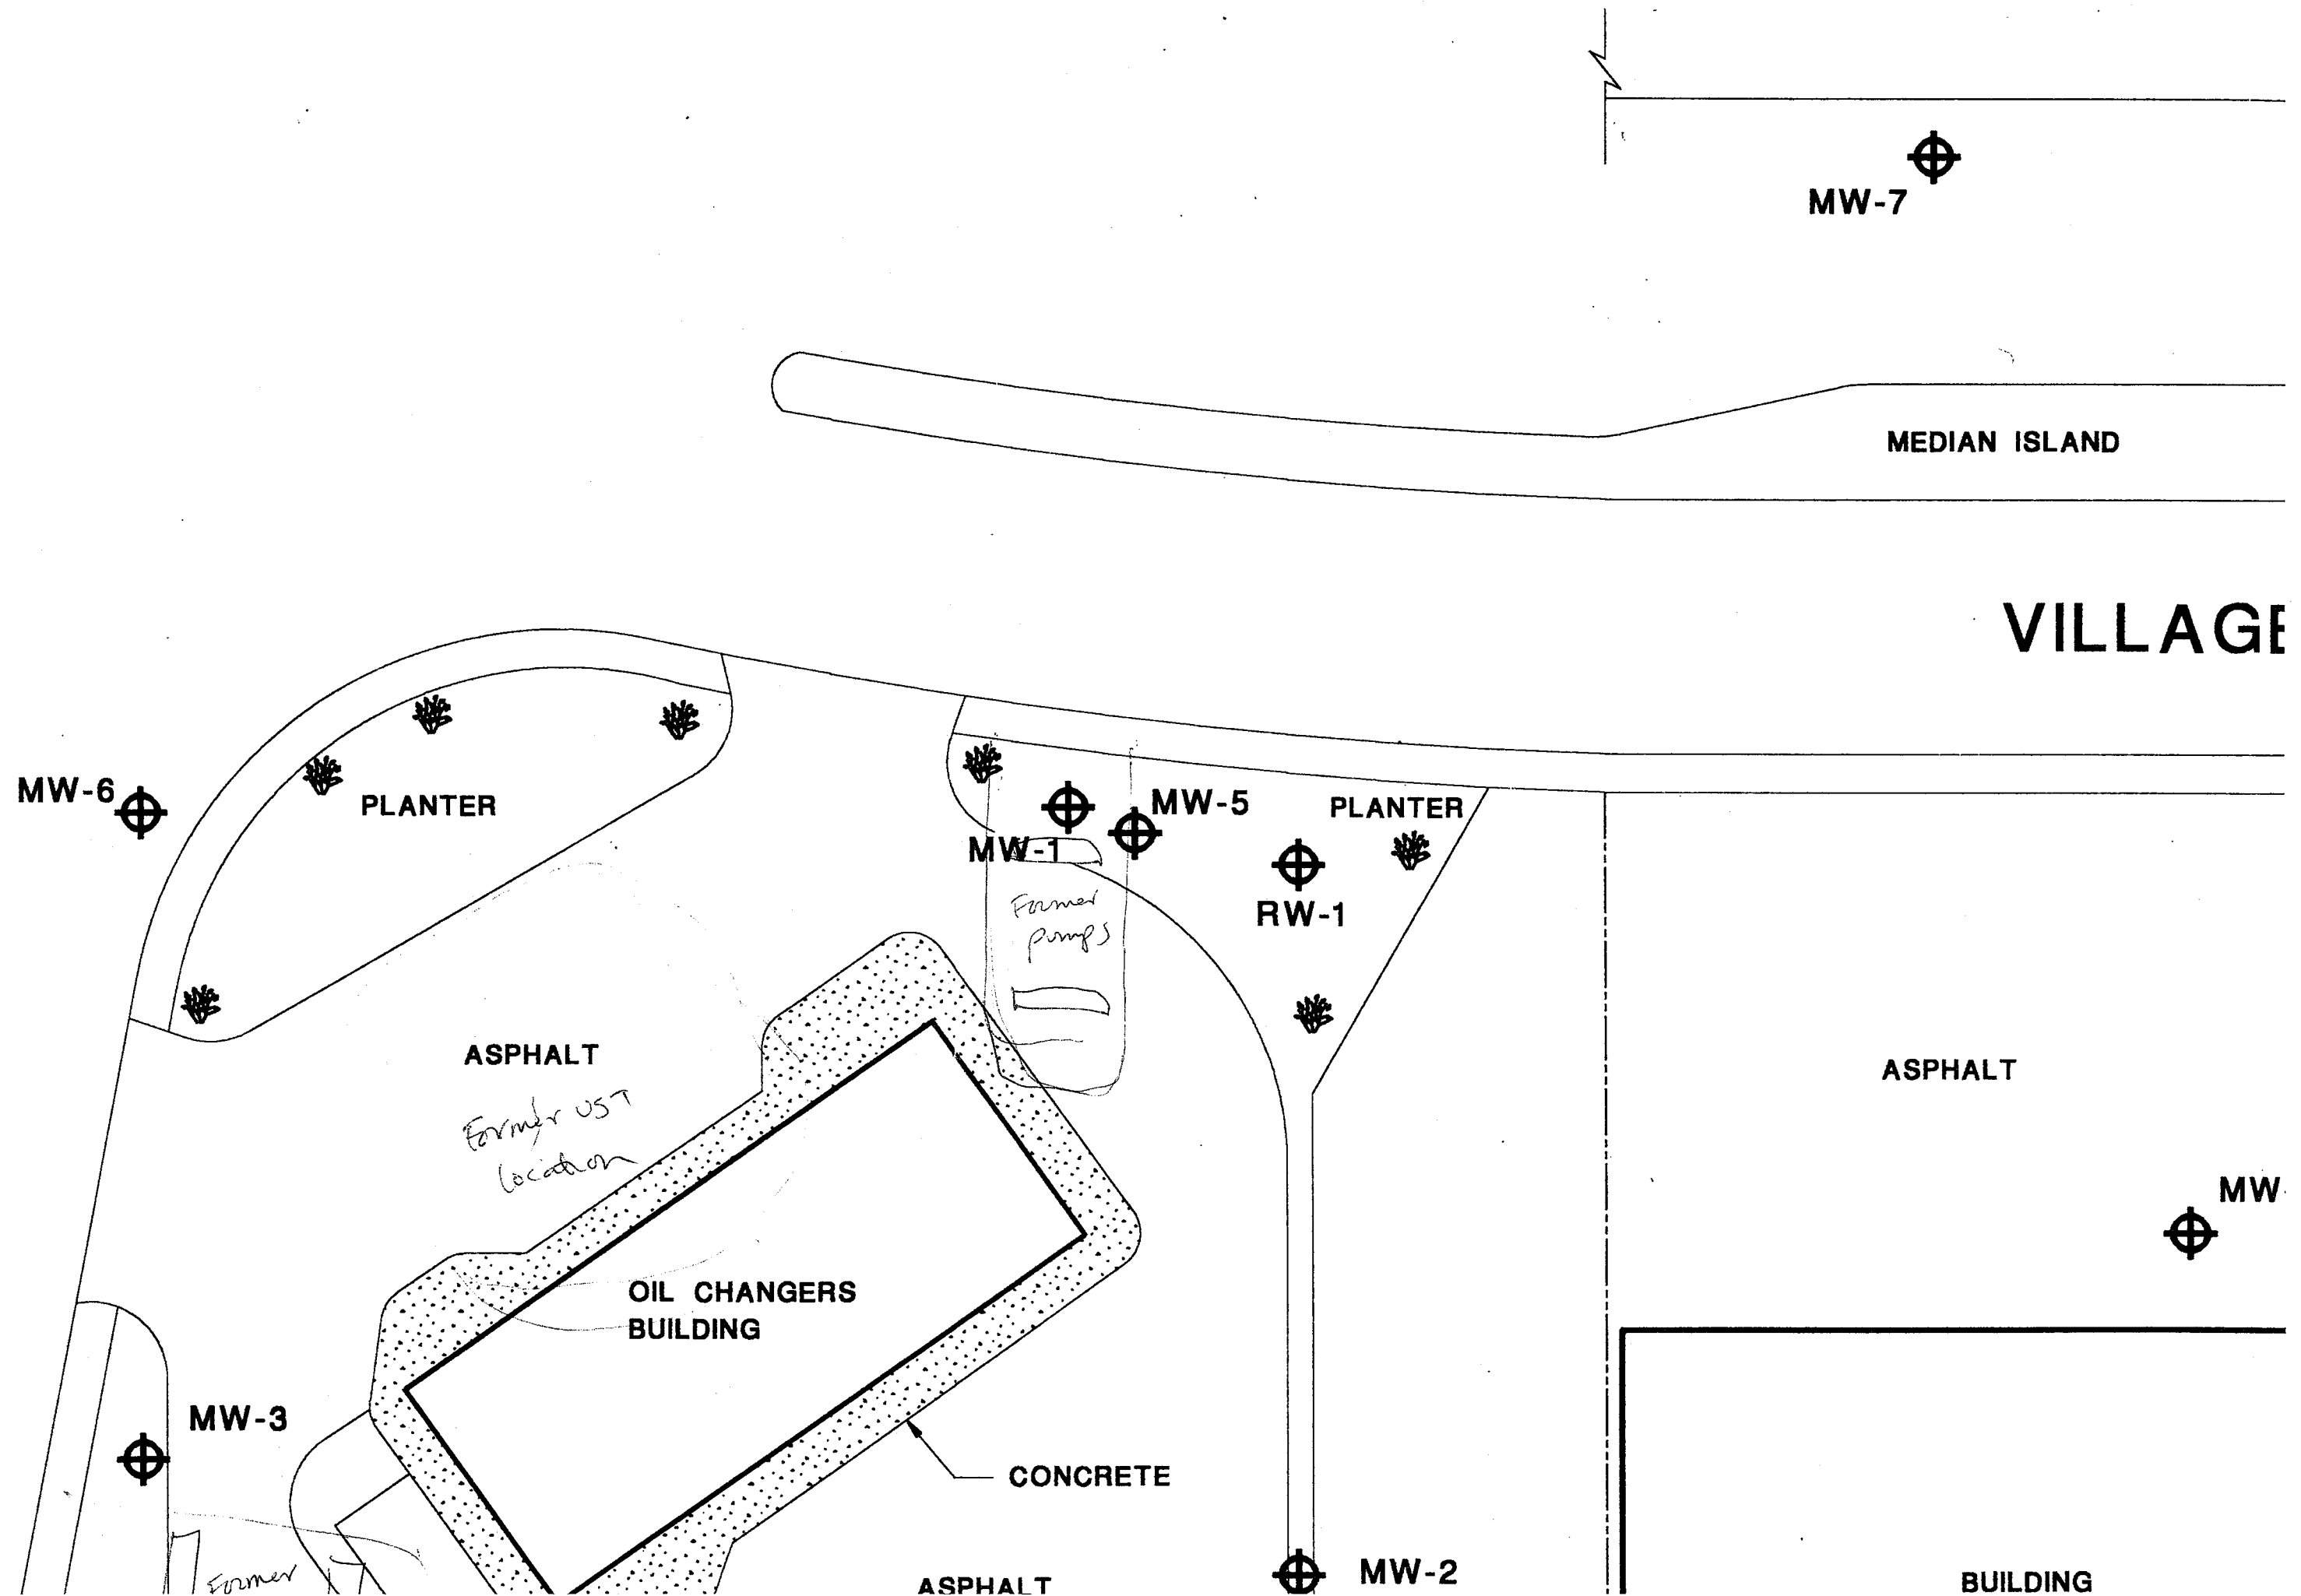 MW-7
MEDIAN ISLAND
VILLAGE
MW-6
PLANTER
MW-5
PLANTER
MW-1
RW-1
Former
pumps
ASPHALT
ASPHALT
Former UST
location
MW
OIL CHANGERS
BUILDING
MW-3
CONCRETE
MW-2
Former
ASPHALT
BUILDING